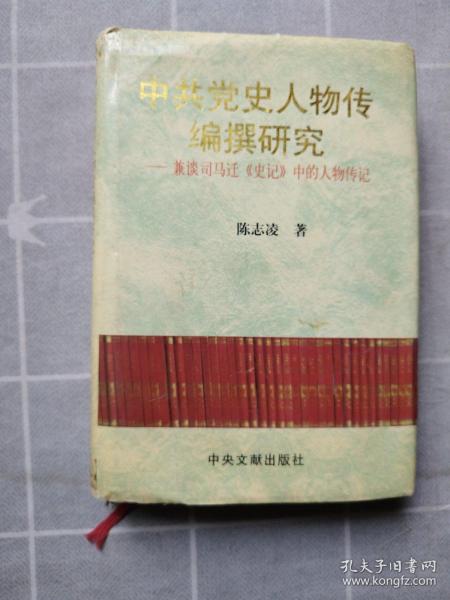 中共党史人物传
编撰研究
——兼谈司马迁《史记》中的人物传记
陈志凌 著
中央文献出版社
孔夫子旧书网
www.kongfz.com